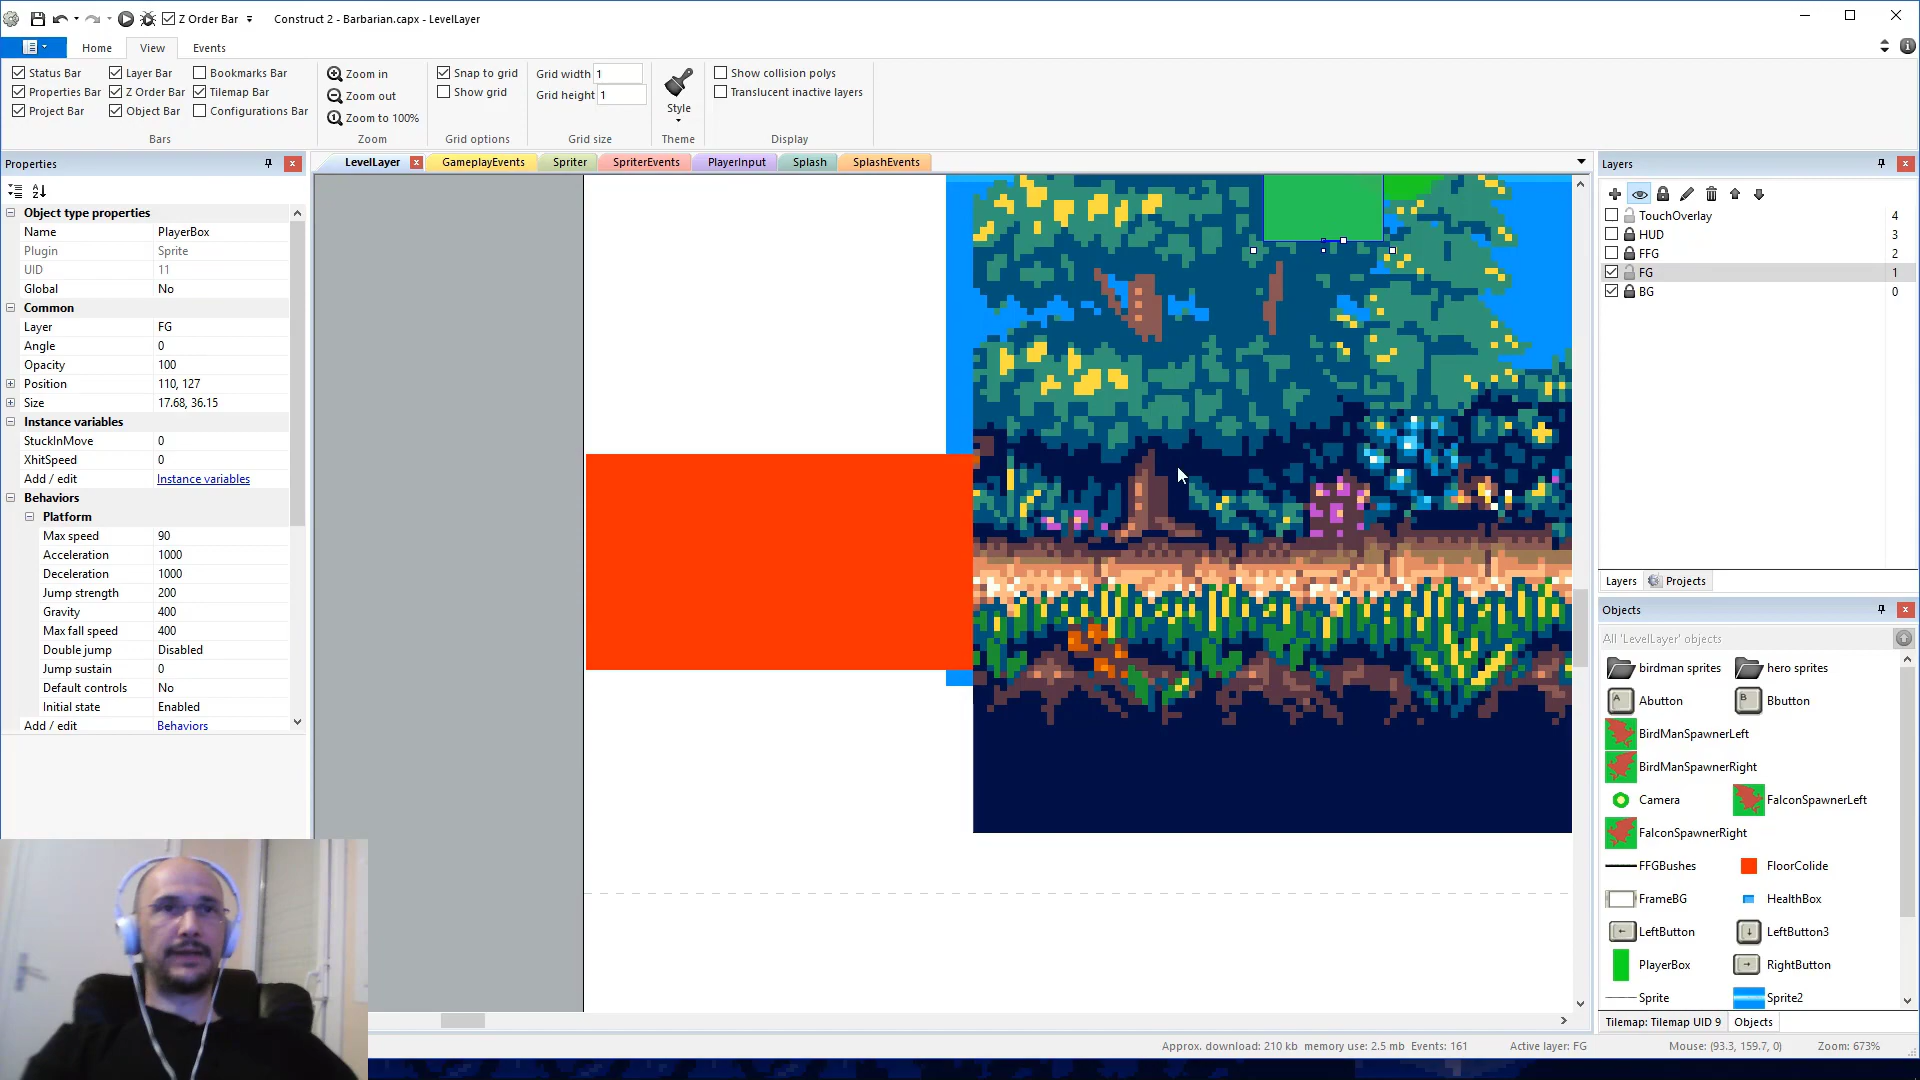 Z Order Bar Construct 2 - Barbarian.capx - LevelLayer
Home View Events
Status Bar Layer Bar Bookmarks Bar Zoom in Snap to grid Grid width 1 Show collision polys
Properties Bar Z Order Bar Tilemap Bar Zoom out Show grid Grid height 1 Translucent inactive layers
Project Bar Object Bar Configurations Bar Zoom to 100% Style
Bars Zoom Grid options Grid size Theme Display
Properties
LevelLayer GameplayEvents Spriter SpriterEvents PlayerInput Splash SplashEvents
Object type properties
Name PlayerBox
Plugin Sprite
UID 11
Global No
Common
Layer FG
Angle 0
Opacity 100
Position 110, 127
Size 17.68, 36.15
Instance variables
StuckInMove 0
XhitSpeed 0
Add / edit Instance variables
Behaviors
Platform
Max speed 90
Acceleration 1000
Deceleration 1000
Jump strength 200
Gravity 400
Max fall speed 400
Double jump Disabled
Jump sustain 0
Default controls No
Initial state Enabled
Add / edit Behaviors
Layers
TouchOverlay 4
HUD 3
FFG 2
FG 1
BG 0
Layers Projects
Objects
All 'LevelLayer' objects
birdman sprites hero sprites
A Abutton B Bbutton
BirdManSpawnerLeft
BirdManSpawnerRight
Camera FalconSpawnerLeft
FalconSpawnerRight
FFGBushes FloorColide
FrameBG HealthBox
LeftButton LeftButton3
PlayerBox RightButton
Sprite Sprite2
Tilemap: Tilemap UID 9 Objects
Approx. download: 210 kb memory use: 2.5 mb Events: 161 Active layer: FG Mouse: (93.3, 159.7, 0) Zoom: 673%